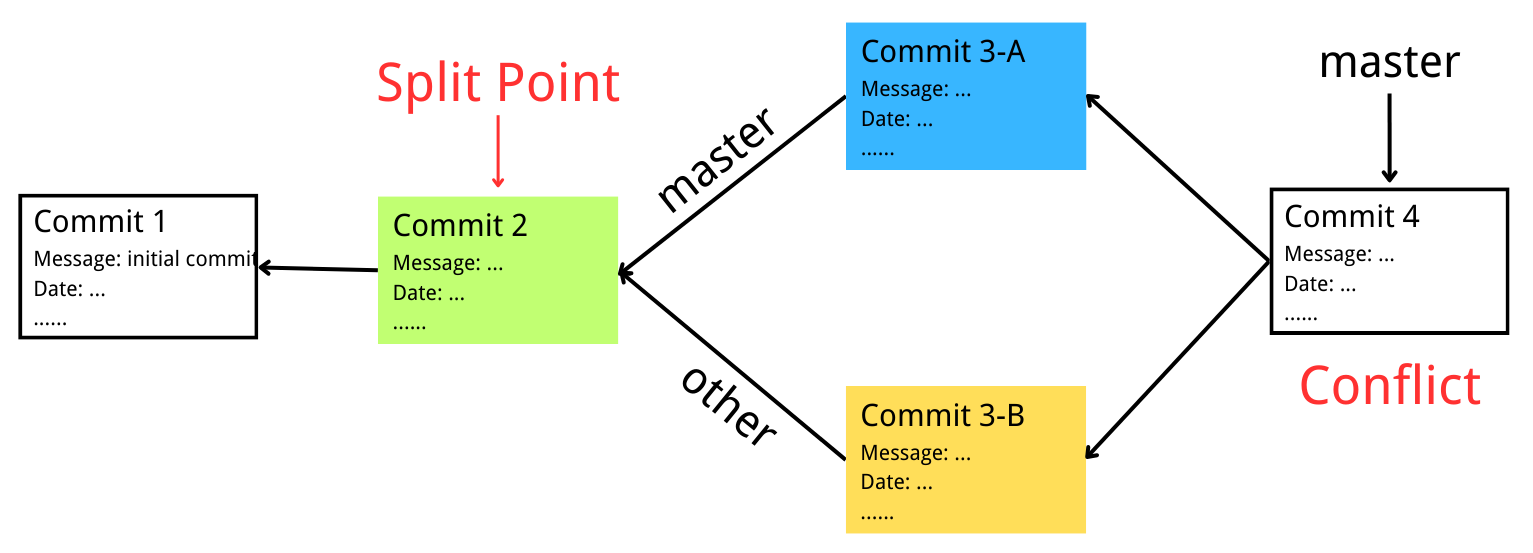 Split Point
Commit 1
Message: initial commit
Date: ...
......
Commit 2
Message: ...
Date: ...
......
master
other
Commit 3-A
Message: ...
Date: ...
......
Commit 3-B
Message: ...
Date: ...
......
master
Commit 4
Message: ...
Date: ...
......
Conflict